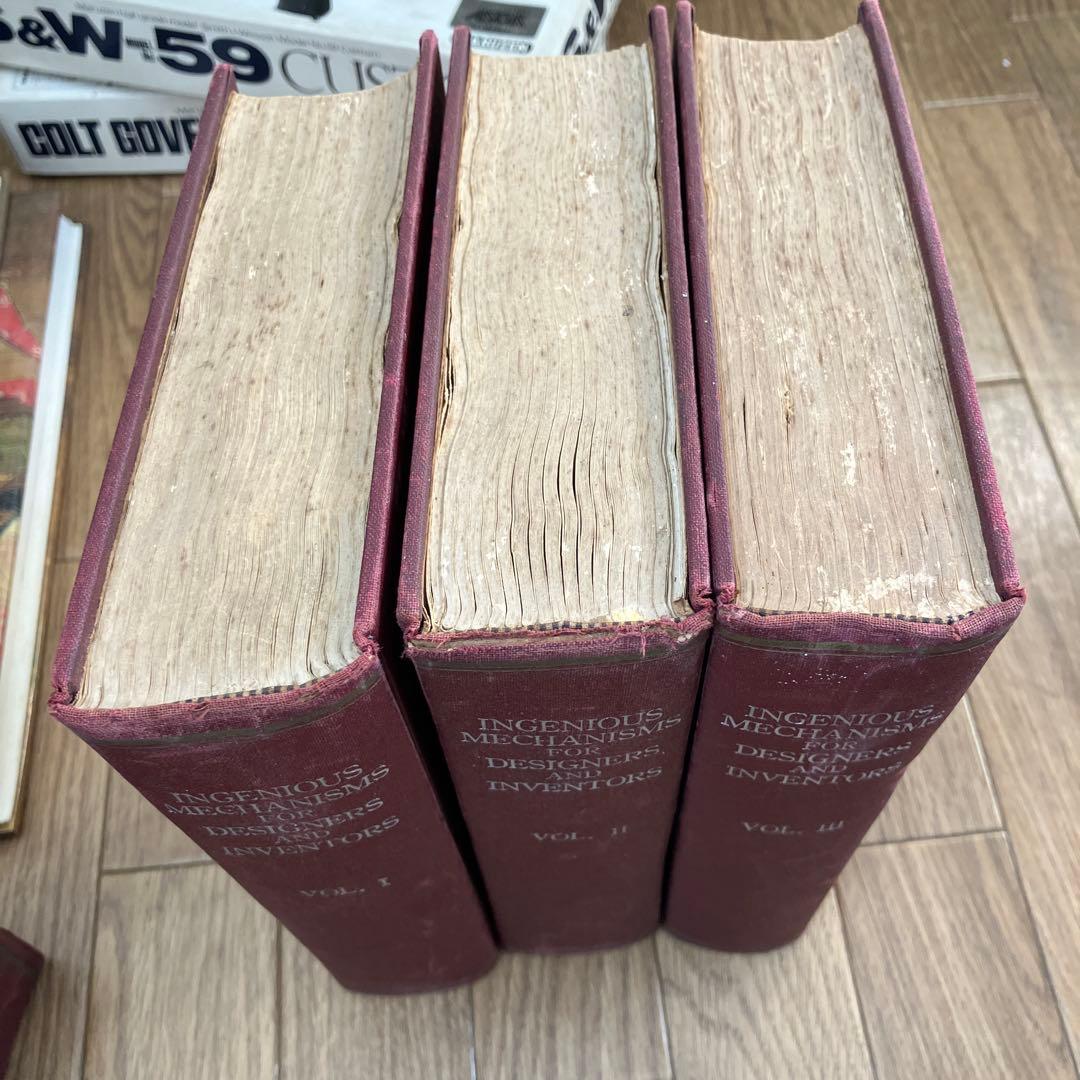 S&W-59 CUST
COLT GOVE
INGENIOUS
MECHANISMS
FOR
DESIGNERS
AND
INVENTORS
VOL. I
INGENIOUS
MECHANISMS
FOR
DESIGNERS
AND
INVENTORS
VOL. II
INGENIOUS
MECHANISMS
FOR
DESIGNERS
AND
INVENTORS
VOL. III